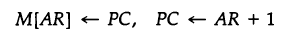 M[AR] ← PC, PC ← AR + 1